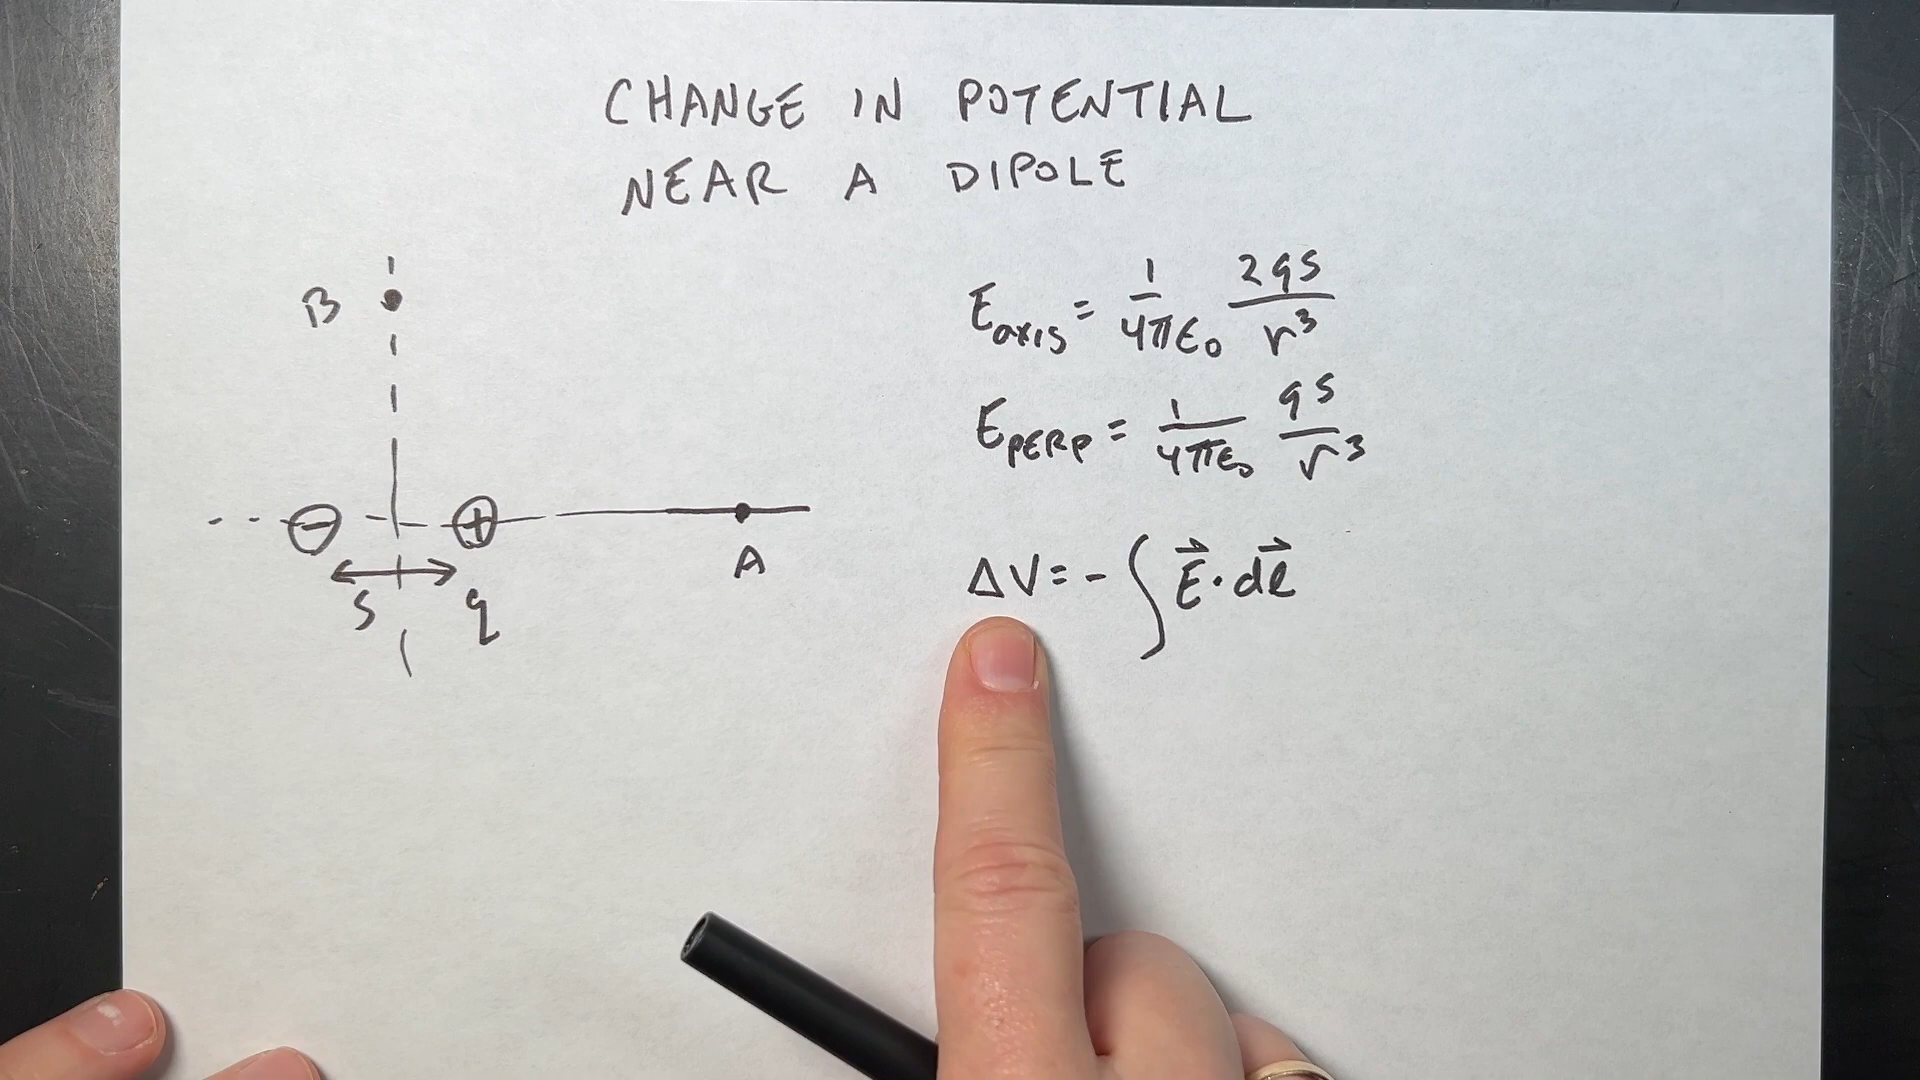 CHANGE IN POTENTIAL
NEAR A DIPOLE
B
- +
A
S q
E_axis = 1/4πε₀ 2qs/r³
E_PERP = 1/4πε₀ qs/r³
ΔV = - ∫ E⃗ · dℓ⃗